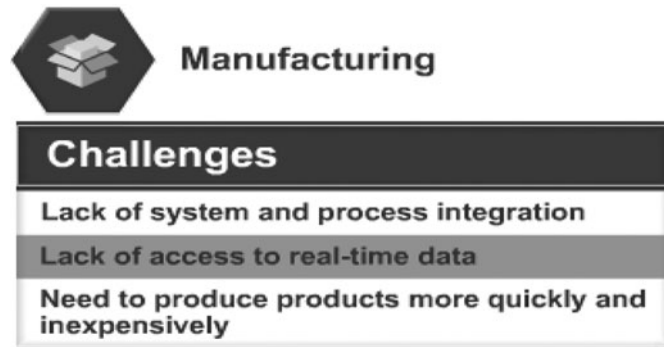 Manufacturing
Challenges
Lack of system and process integration
Lack of access to real-time data
Need to produce products more quickly and
inexpensively